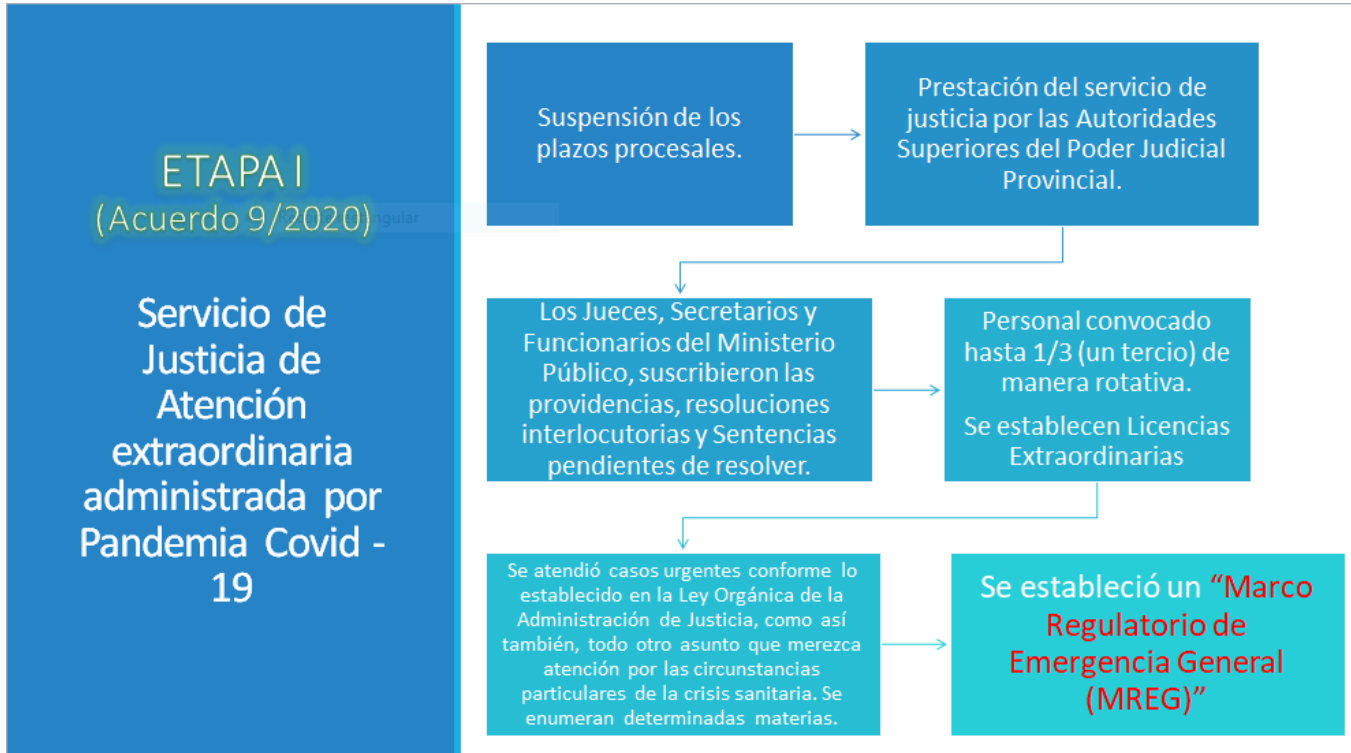 ETAPA I
(Acuerdo 9/2020)
Servicio de
Justicia de
Atención
extraordinaria
administrada por
Pandemia Covid -
19
Suspensión de los
plazos procesales.
Prestación del servicio de
justicia por las Autoridades
Superiores del Poder Judicial
Provincial.
Los Jueces, Secretarios y
Funcionarios del Ministerio
Público, suscribieron las
providencias, resoluciones
interlocutorias y Sentencias
pendientes de resolver.
Personal convocado
hasta 1/3 (un tercio) de
manera rotativa.
Se establecen Licencias
Extraordinarias
Se atendió casos urgentes conforme lo
establecido en la Ley Orgánica de la
Administración de Justicia, como así
también, todo otro asunto que merezca
atención por las circunstancias
particulares de la crisis sanitaria. Se
enumeran determinadas materias.
Se estableció un “Marco
Regulatorio de
Emergencia General
(MREG)”